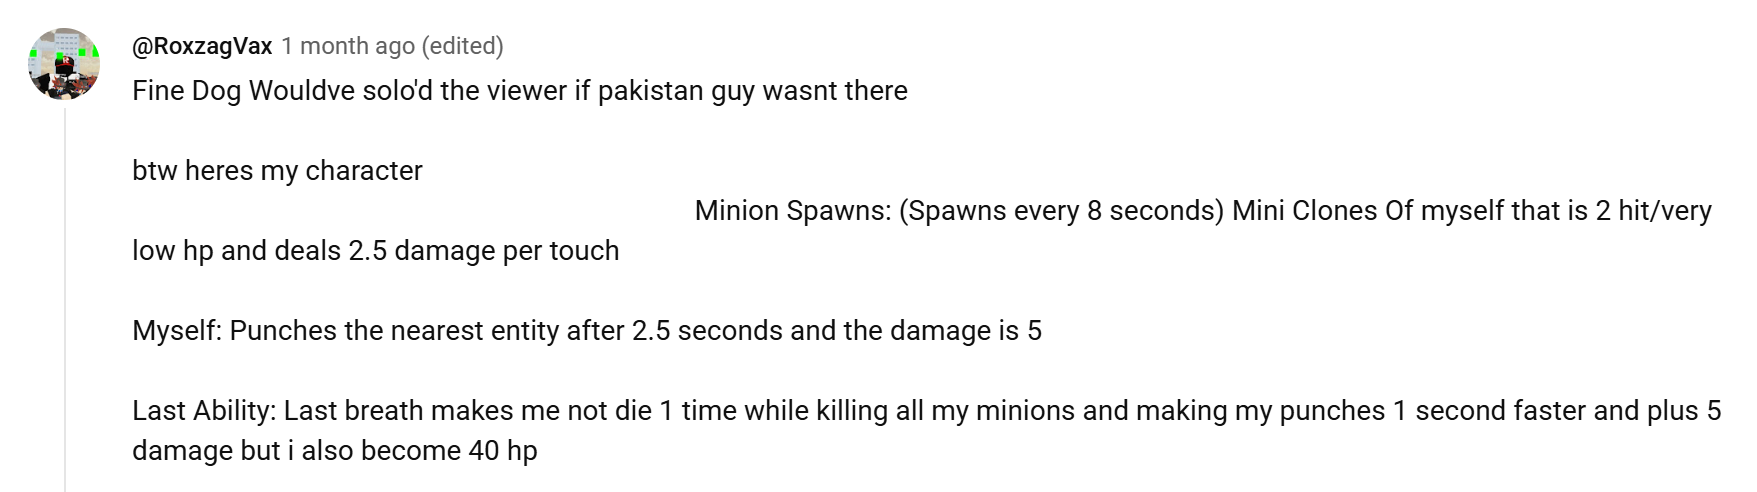 @RoxzagVax 1 month ago (edited)
Fine Dog Wouldve solo'd the viewer if pakistan guy wasnt there
btw heres my character
Minion Spawns: (Spawns every 8 seconds) Mini Clones Of myself that is 2 hit/very
low hp and deals 2.5 damage per touch
Myself: Punches the nearest entity after 2.5 seconds and the damage is 5
Last Ability: Last breath makes me not die 1 time while killing all my minions and making my punches 1 second faster and plus 5
damage but i also become 40 hp